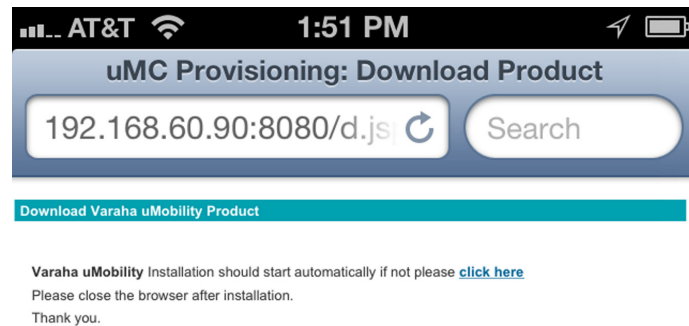 AT&T 1:51 PM
uMC Provisioning: Download Product
192.168.60.90:8080/d.js Search
Download Varaha uMobility Product
Varaha uMobility Installation should start automatically if not please click here
Please close the browser after installation.
Thank you.